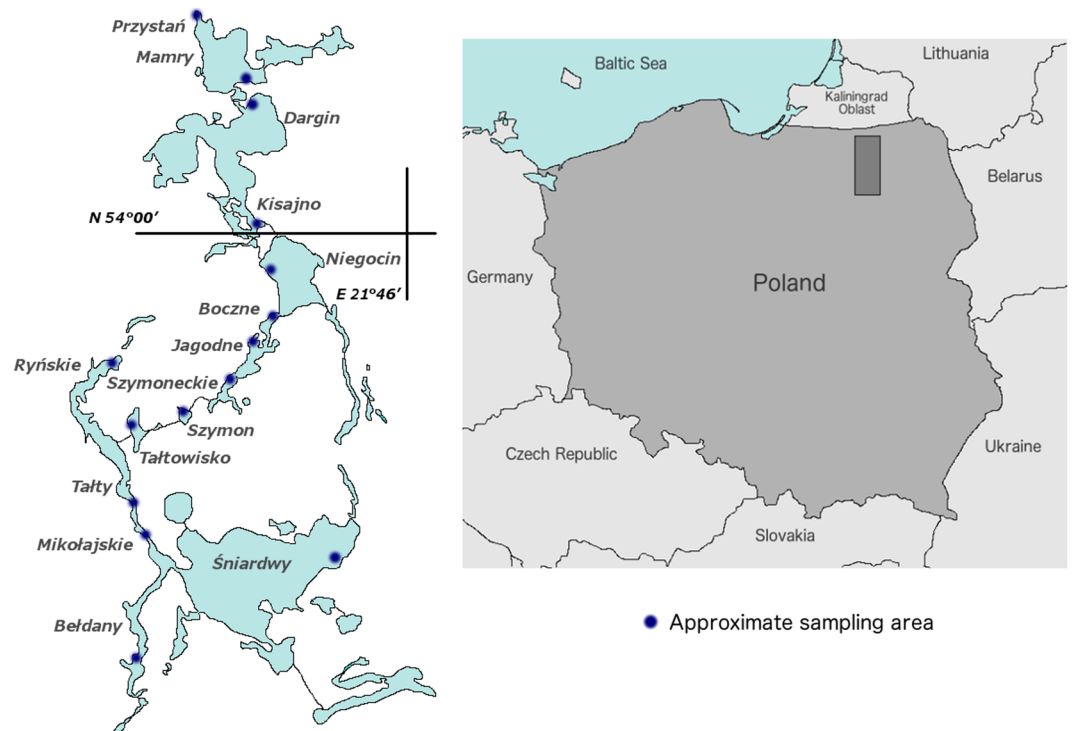 Przystań
Mamry
Dargin
Kisajno
N 54°00′
Niegocin
E 21°46′
Boczne
Jagodne
Ryńskie
Szymoneckie
Szymon
Tałtowisko
Tałty
Mikołajskie
Śniardwy
Bełdany
Baltic Sea
Lithuania
Kaliningrad
Oblast
Belarus
Germany
Poland
Czech Republic
Ukraine
Slovakia
Approximate sampling area